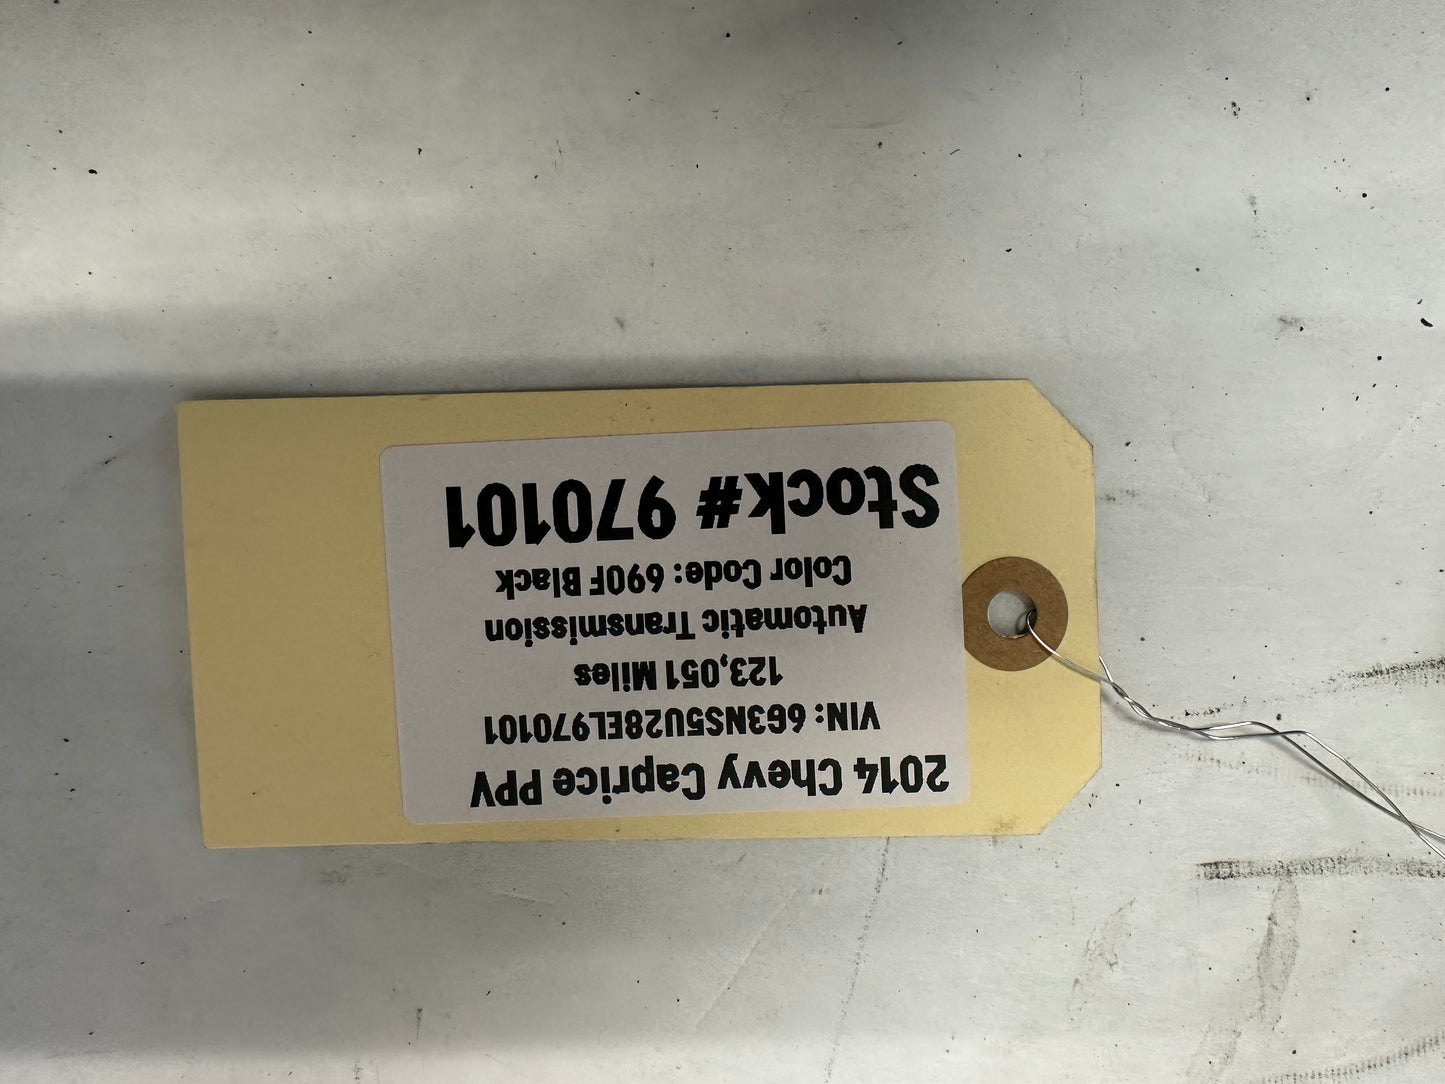 2014 Chevy Caprice PPV
VIN: 6G3NS5U28EL970101
123,051 Miles
Automatic Transmission
Color Code: 690F Black
Stock# 970101